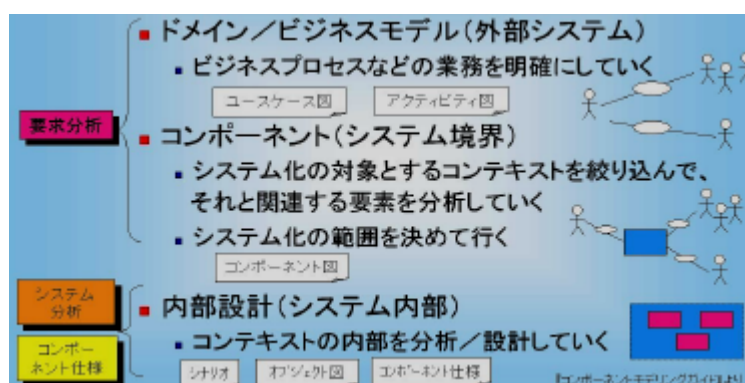 ドメイン／ビジネスモデル（外部システム）
ビジネスプロセスなどの業務を明確にしていく
ユースケース図 アクティビティ図
要求分析
コンポーネント（システム境界）
システム化の対象とするコンテキストを絞り込んで、
それと関連する要素を分析していく
システム化の範囲を決めて行く
コンポーネント図
システム
分析
内部設計（システム内部）
コンテキストの内部を分析／設計していく
コンポー
ネント仕様
シナリオ オブジェクト図 コンポーネント仕様